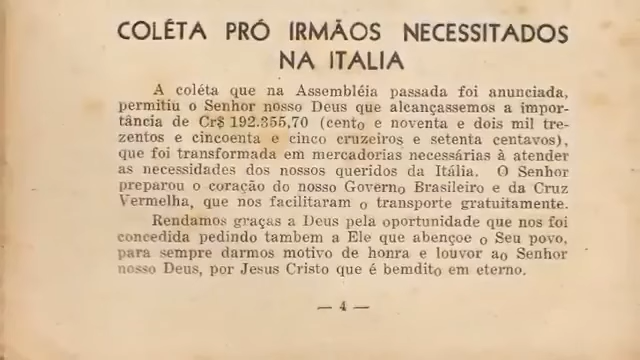 COLÉTA PRÓ IRMÃOS NECESSITADOS
NA ITALIA
A coléta que na Assembléia passada foi anunciada,
permitiu o Senhor nosso Deus que alcançassemos a impor-
tância de Cr$ 192.355,70 (cento e noventa e dois mil tre-
zentos e cincoenta e cinco cruzeiros e setenta centavos),
que foi transformada em mercadorias necessárias à atender
as necessidades dos nossos queridos da Itália. O Senhor
preparou o coração do nosso Governo Brasileiro e da Cruz
Vermelha, que nos facilitaram o transporte gratuitamente.
Rendamos graças a Deus pela oportunidade que nos foi
concedida pedindo tambem a Ele que abençoe o Seu povo,
para sempre darmos motivo de honra e louvor ao Senhor
nosso Deus, por Jesus Cristo que é bemdito em eterno.
— 4 —